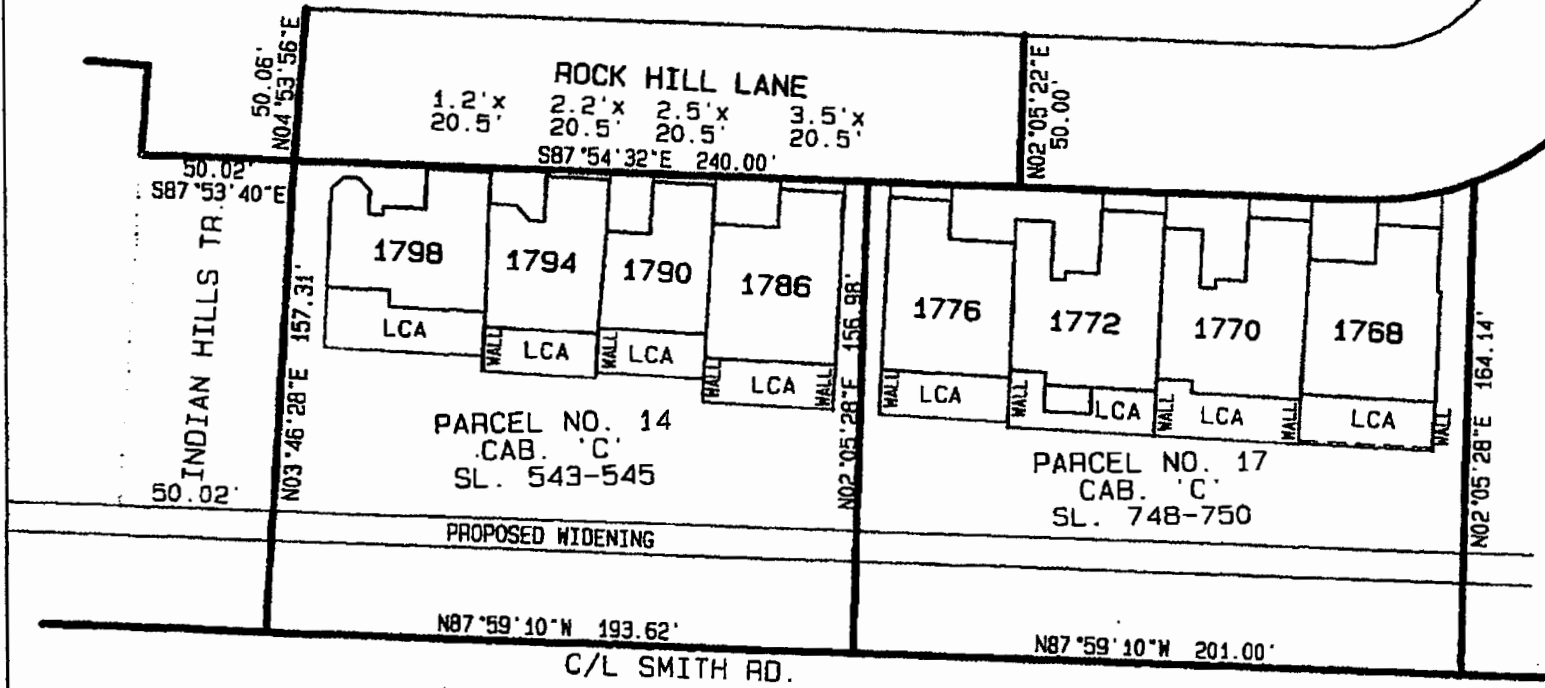 50.06'
N04°53'56"E
ROCK HILL LANE
1.2'x 2.2'x 2.5'x 3.5'x
20.5' 20.5' 20.5' 20.5'
S87°54'32"E 240.00'
N02°05'22"E
50.00'
50.02'
S87°53'40"E
INDIAN HILLS TR.
50.02'
N03°46'28"E 157.31'
1798
1794
1790
1786
LCA
WALL
LCA
WALL
LCA
WALL
LCA
WALL
N02°05'28"E 156.98'
1776
1772
1770
1768
WALL
LCA
WALL
LCA
WALL
LCA
WALL
LCA
WALL
N02°05'28"E 164.14'
PARCEL NO. 14
CAB. 'C'
SL. 543-545
PARCEL NO. 17
CAB. 'C'
SL. 748-750
PROPOSED WIDENING
N87°59'10"W 193.62'
N87°59'10"W 201.00'
C/L SMITH RD.